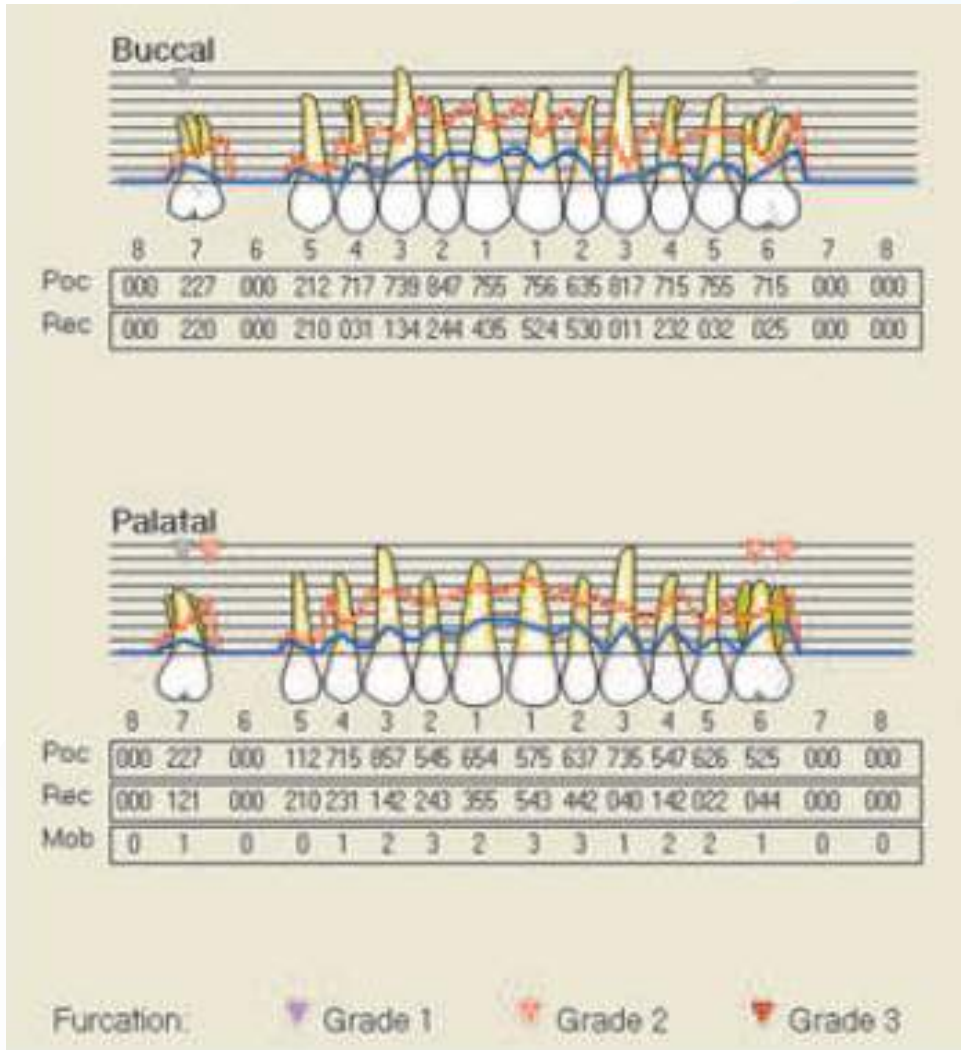 Buccal
8 7 6 5 4 3 2 1 1 2 3 4 5 6 7 8
Poc 000 227 000 212 717 739 847 755 756 635 817 715 755 715 000 000
Rec 000 220 000 210 031 134 244 435 524 530 011 232 032 025 000 000
Palatal
8 7 6 5 4 3 2 1 1 2 3 4 5 6 7 8
Poc 000 227 000 112 715 857 545 654 575 637 735 547 626 525 000 000
Rec 000 121 000 210 231 142 243 355 543 442 040 142 022 044 000 000
Mob 0 1 0 0 1 2 3 2 3 3 1 2 2 1 0 0
Furcation: Grade 1 Grade 2 Grade 3